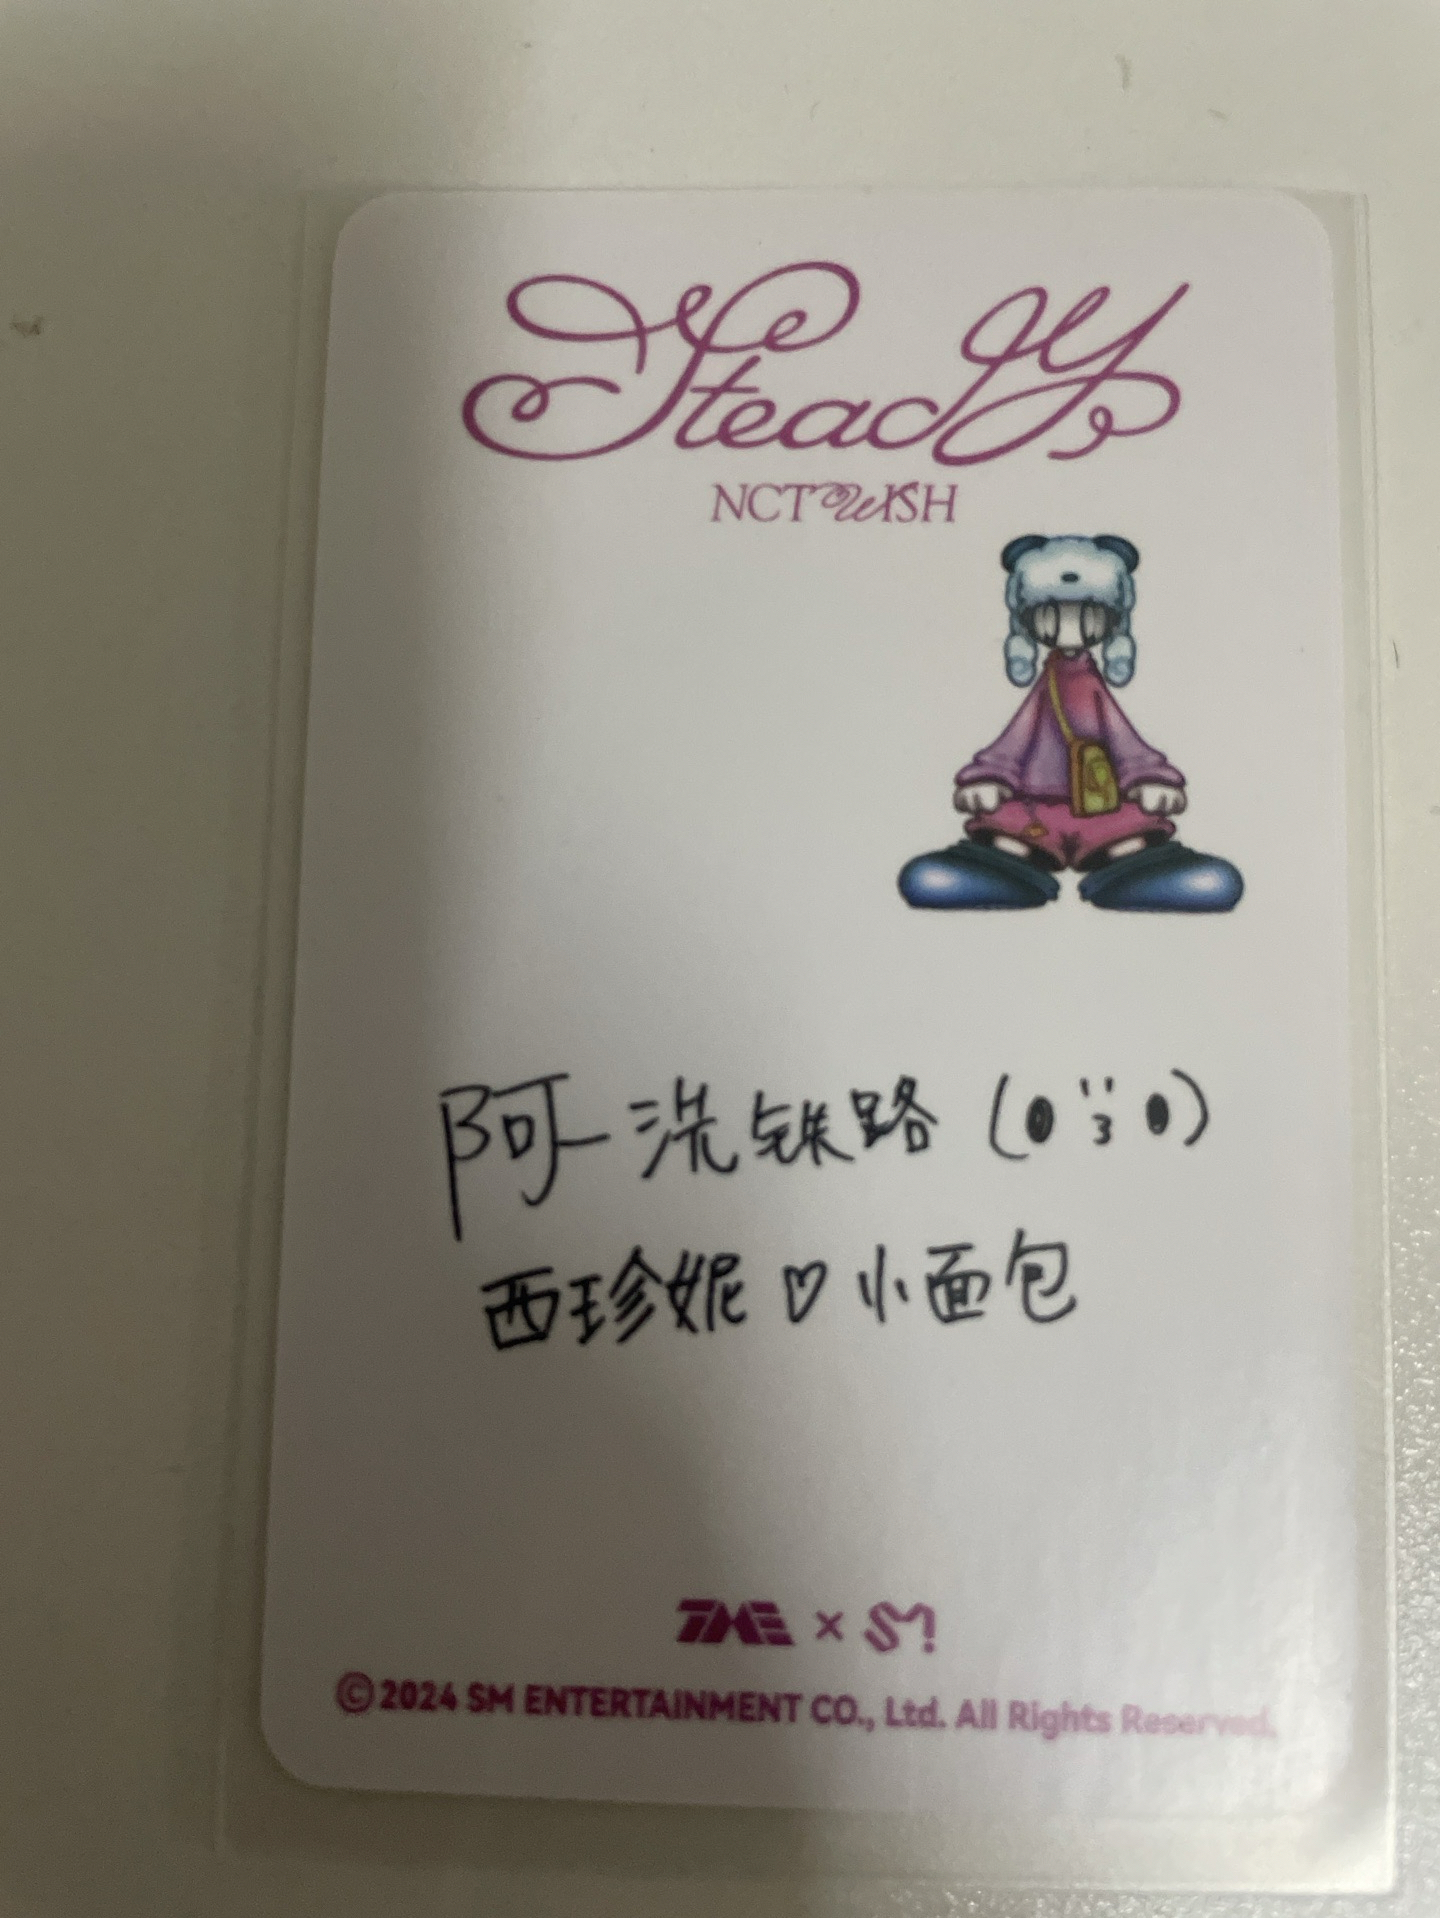 Steady
NCT WISH
阿一洗铁路（0 " 3 0）
西珍妮♡小面包
TME × SM
©2024 SM ENTERTAINMENT CO., Ltd. All Rights Reserved.